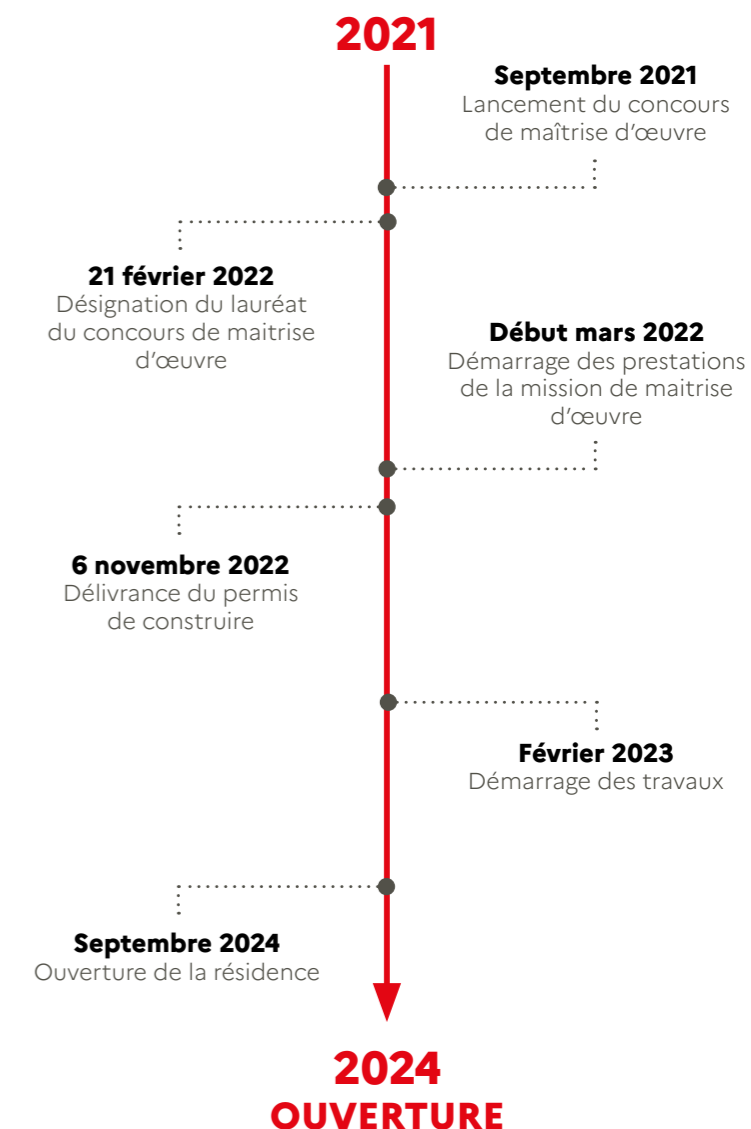 2021
Septembre 2021
Lancement du concours
de maîtrise d'œuvre
21 février 2022
Désignation du lauréat
du concours de maitrise
d'œuvre
Début mars 2022
Démarrage des prestations
de la mission de maitrise
d'œuvre
6 novembre 2022
Délivrance du permis
de construire
Février 2023
Démarrage des travaux
Septembre 2024
Ouverture de la résidence
2024
OUVERTURE